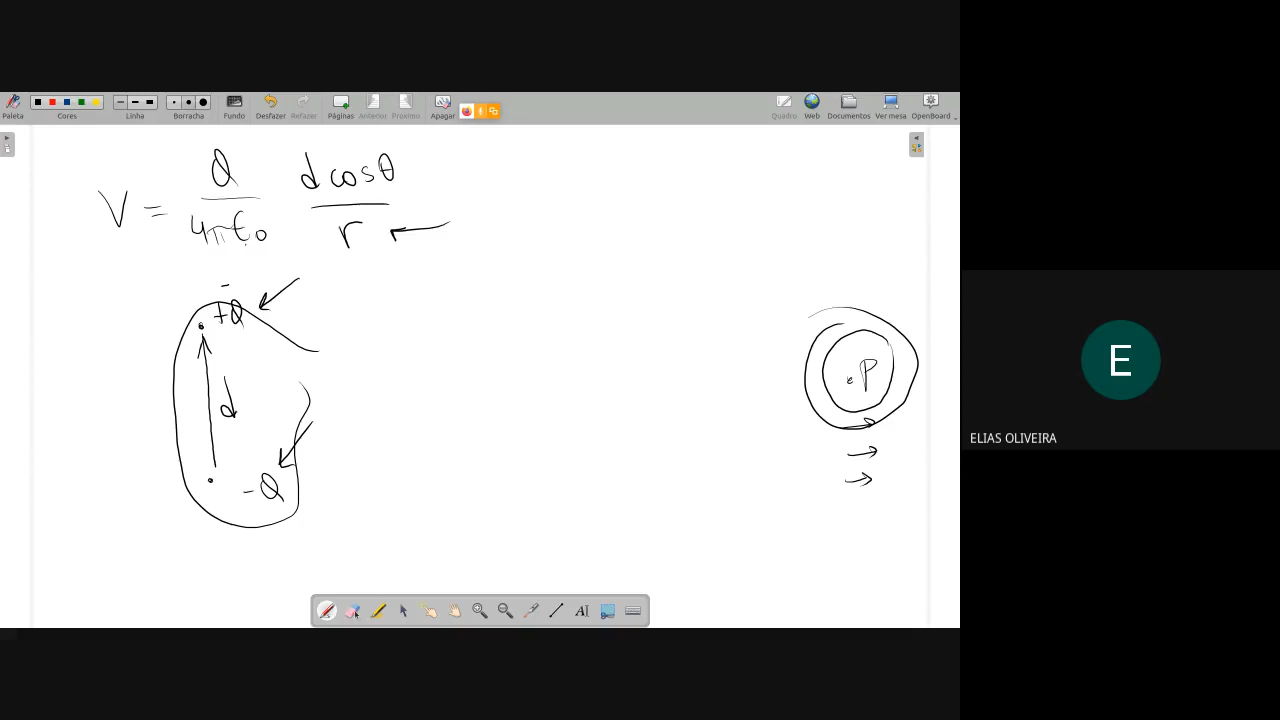 Paleta Cores Linha Borracha Fundo Desfazer Refazer Páginas Anterior Próximo Apagar Quadro Web Documentos Ver mesa OpenBoard
V = Q/4πε₀ d cosθ/r
-
+Q
d
P
-Q
E
ELIAS OLIVEIRA
AI